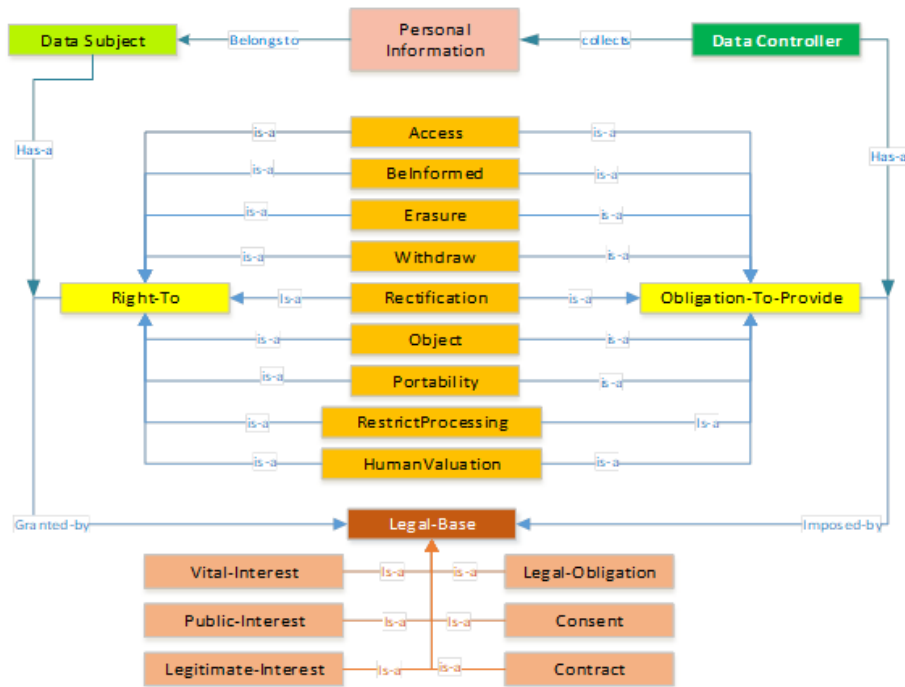 Data Subject
Belongsto
Personal
Information
collects
Data Controller
Has-a
Has-a
is-a
Access
is-a
is-a
BeInformed
is-a
is-a
Erasure
is-a
is-a
Withdraw
is-a
Right-To
Is-a
Rectification
is-a
Obligation-To-Provide
is-a
Object
is-a
is-a
Portability
is-a
is-a
RestrictProcessing
Is-a
is-a
HumanValuation
is-a
Granted-by
Legal-Base
Imposed-by
Vital-Interest
Is-a
is-a
Legal-Obligation
Public-Interest
Is-a
Is-a
Consent
Legitimate-Interest
Is-a
is-a
Contract